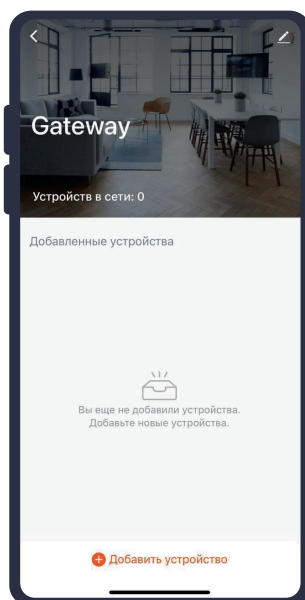 Gateway
Устройств в сети: 0
Добавленные устройства
Вы еще не добавили устройства.
Добавьте новые устройства.
Добавить устройство